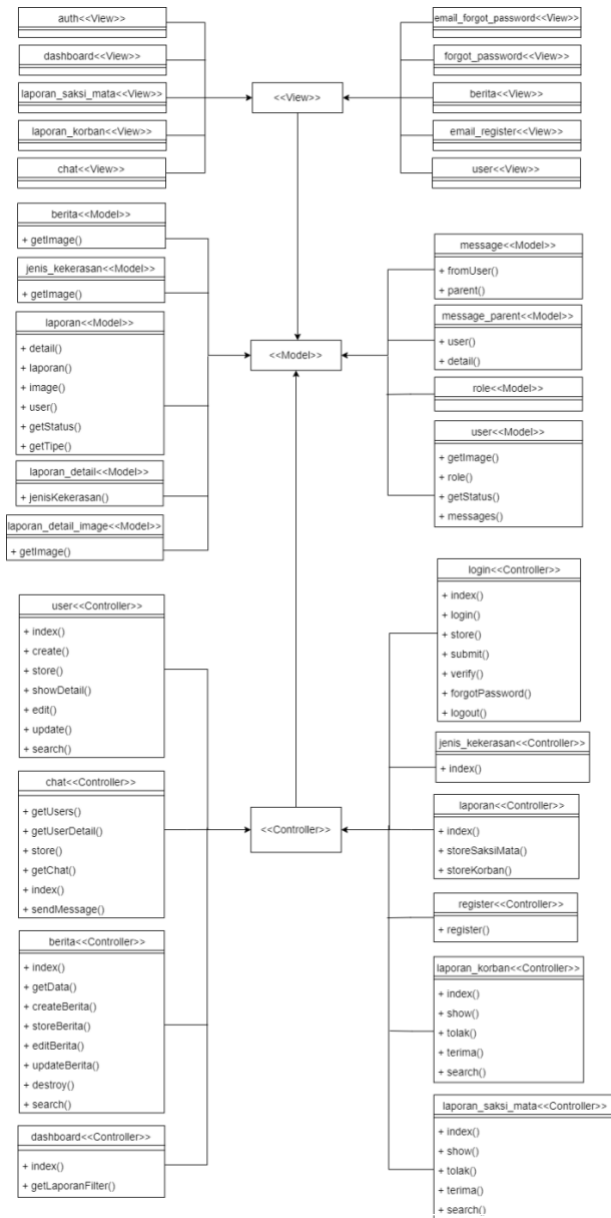 auth<<View>>
dashboard<<View>>
laporan_saksi_mata<<View>>
laporan_korban<<View>>
chat<<View>>
<<View>>
email_forgot_password<<View>>
forgot_password<<View>>
berita<<View>>
email_register<<View>>
user<<View>>
berita<<Model>>
+ getImage()
jenis_kekerasan<<Model>>
+ getImage()
laporan<<Model>>
+ detail()
+ laporan()
+ image()
+ user()
+ getStatus()
+ getTipe()
laporan_detail<<Model>>
+ jenisKekerasan()
laporan_detail_image<<Model>>
+ getImage()
<<Model>>
message<<Model>>
+ fromUser()
+ parent()
message_parent<<Model>>
+ user()
+ detail()
role<<Model>>
user<<Model>>
+ getImage()
+ role()
+ getStatus()
+ messages()
user<<Controller>>
+ index()
+ create()
+ store()
+ showDetail()
+ edit()
+ update()
+ search()
chat<<Controller>>
+ getUsers()
+ getUserDetail()
+ store()
+ getChat()
+ index()
+ sendMessage()
berita<<Controller>>
+ index()
+ getData()
+ createBerita()
+ storeBerita()
+ editBerita()
+ updateBerita()
+ destroy()
+ search()
dashboard<<Controller>>
+ index()
+ getLaporanFilter()
<<Controller>>
login<<Controller>>
+ index()
+ login()
+ store()
+ submit()
+ verify()
+ forgotPassword()
+ logout()
jenis_kekerasan<<Controller>>
+ index()
laporan<<Controller>>
+ index()
+ storeSaksiMata()
+ storeKorban()
register<<Controller>>
+ register()
laporan_korban<<Controller>>
+ index()
+ show()
+ tolak()
+ terima()
+ search()
laporan_saksi_mata<<Controller>>
+ index()
+ show()
+ tolak()
+ terima()
+ search()